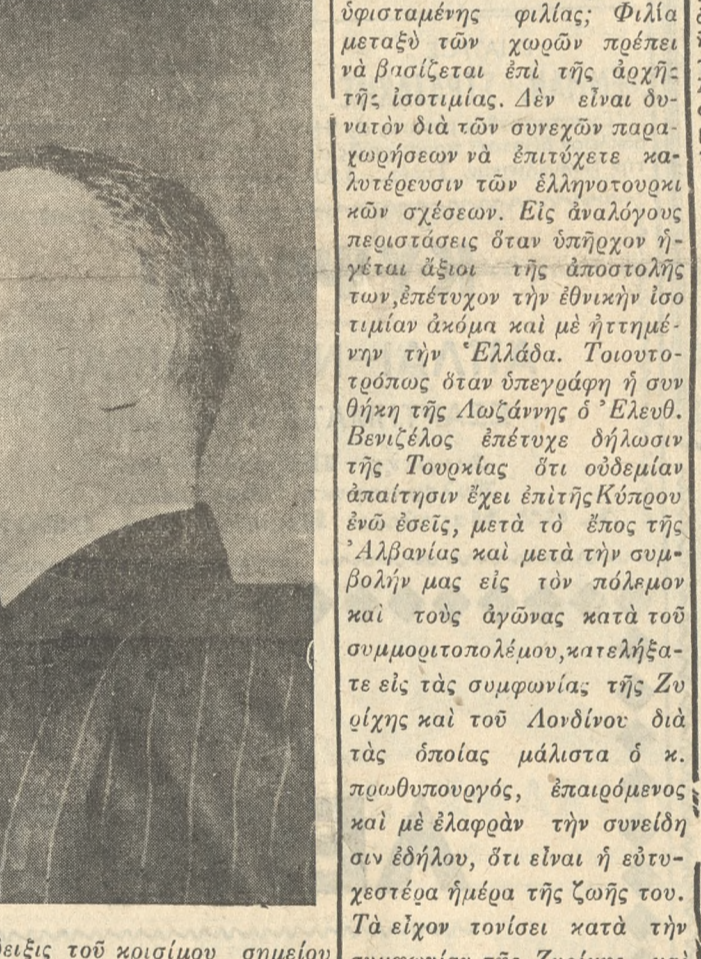 ὑφισταμένης φιλίας; Φιλία
μεταξὺ τῶν χωρῶν πρέπει
νὰ βασίζεται ἐπὶ τῆς ἀρχῆς
τῆς ἰσοτιμίας. Δὲν εἶναι δυ-
νατὸν διὰ τῶν συνεχῶν παρα-
χωρήσεων νὰ ἐπιτύχετε κα-
λυτέρευσιν τῶν ἑλληνοτουρκι
κῶν σχέσεων. Εἰς ἀναλόγους
περιστάσεις ὅταν ὑπῆρχον ἡ-
γέται ἄξιοι τῆς ἀποστολῆς
των,ἐπέτυχον τὴν ἐθνικὴν ἰσο
τιμίαν ἀκόμα καὶ μὲ ἡττημέ-
νην τὴν Ἑλλάδα. Τοιουτο-
τρόπως ὅταν ὑπεγράφη ἡ συν
θήκη τῆς Λωζάννης ὁ Ἐλευθ.
Βενιζέλος ἐπέτυχε δήλωσιν
τῆς Τουρκίας ὅτι οὐδεμίαν
ἀπαίτησιν ἔχει ἐπὶτῆςΚύπρου
ἐνῶ ἐσεῖς, μετὰ τὸ ἔπος τῆς
Ἀλβανίας καὶ μετὰ τὴν συμ-
βολήν μας εἰς τὸν πόλεμον
καὶ τοὺς ἀγῶνας κατὰ τοῦ
συμμοριτοπολέμου,κατελήξα-
τε εἰς τὰς συμφωνίας τῆς Ζυ
ρίχης καὶ τοῦ Λονδίνου διὰ
τὰς ὁποίας μάλιστα ὁ κ.
πρωθυπουργός, ἐπαιρόμενος
καὶ μὲ ἐλαφρὰν τὴν συνείδη
σιν ἐδήλου, ὅτι εἶναι ἡ εὐτυ-
χεστέρα ἡμέρα τῆς ζωῆς του.
Τὰ εἶχον τονίσει κατὰ τὴν
τοῦ κρισίμου σημείου